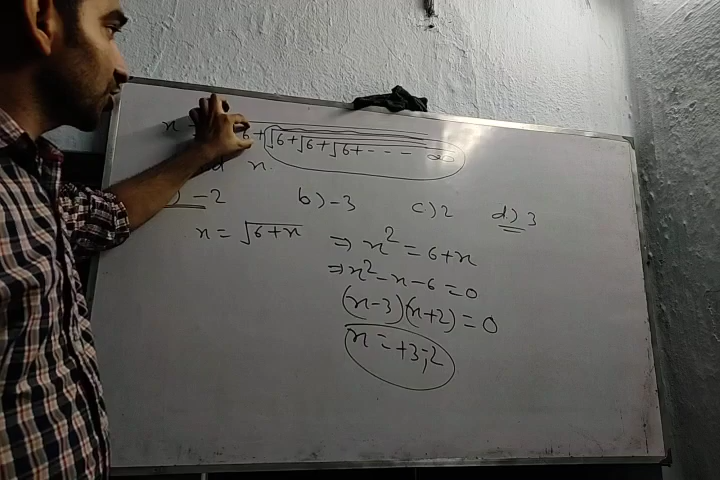 x = 6+√6+√6+√6+--- ∞
x.
) -2 b) -3 c) 2 d) 3
x = √6+x ⇒ x² = 6+x
⇒ x² - x - 6 = 0
(x-3)(x+2) = 0
x = +3,-2